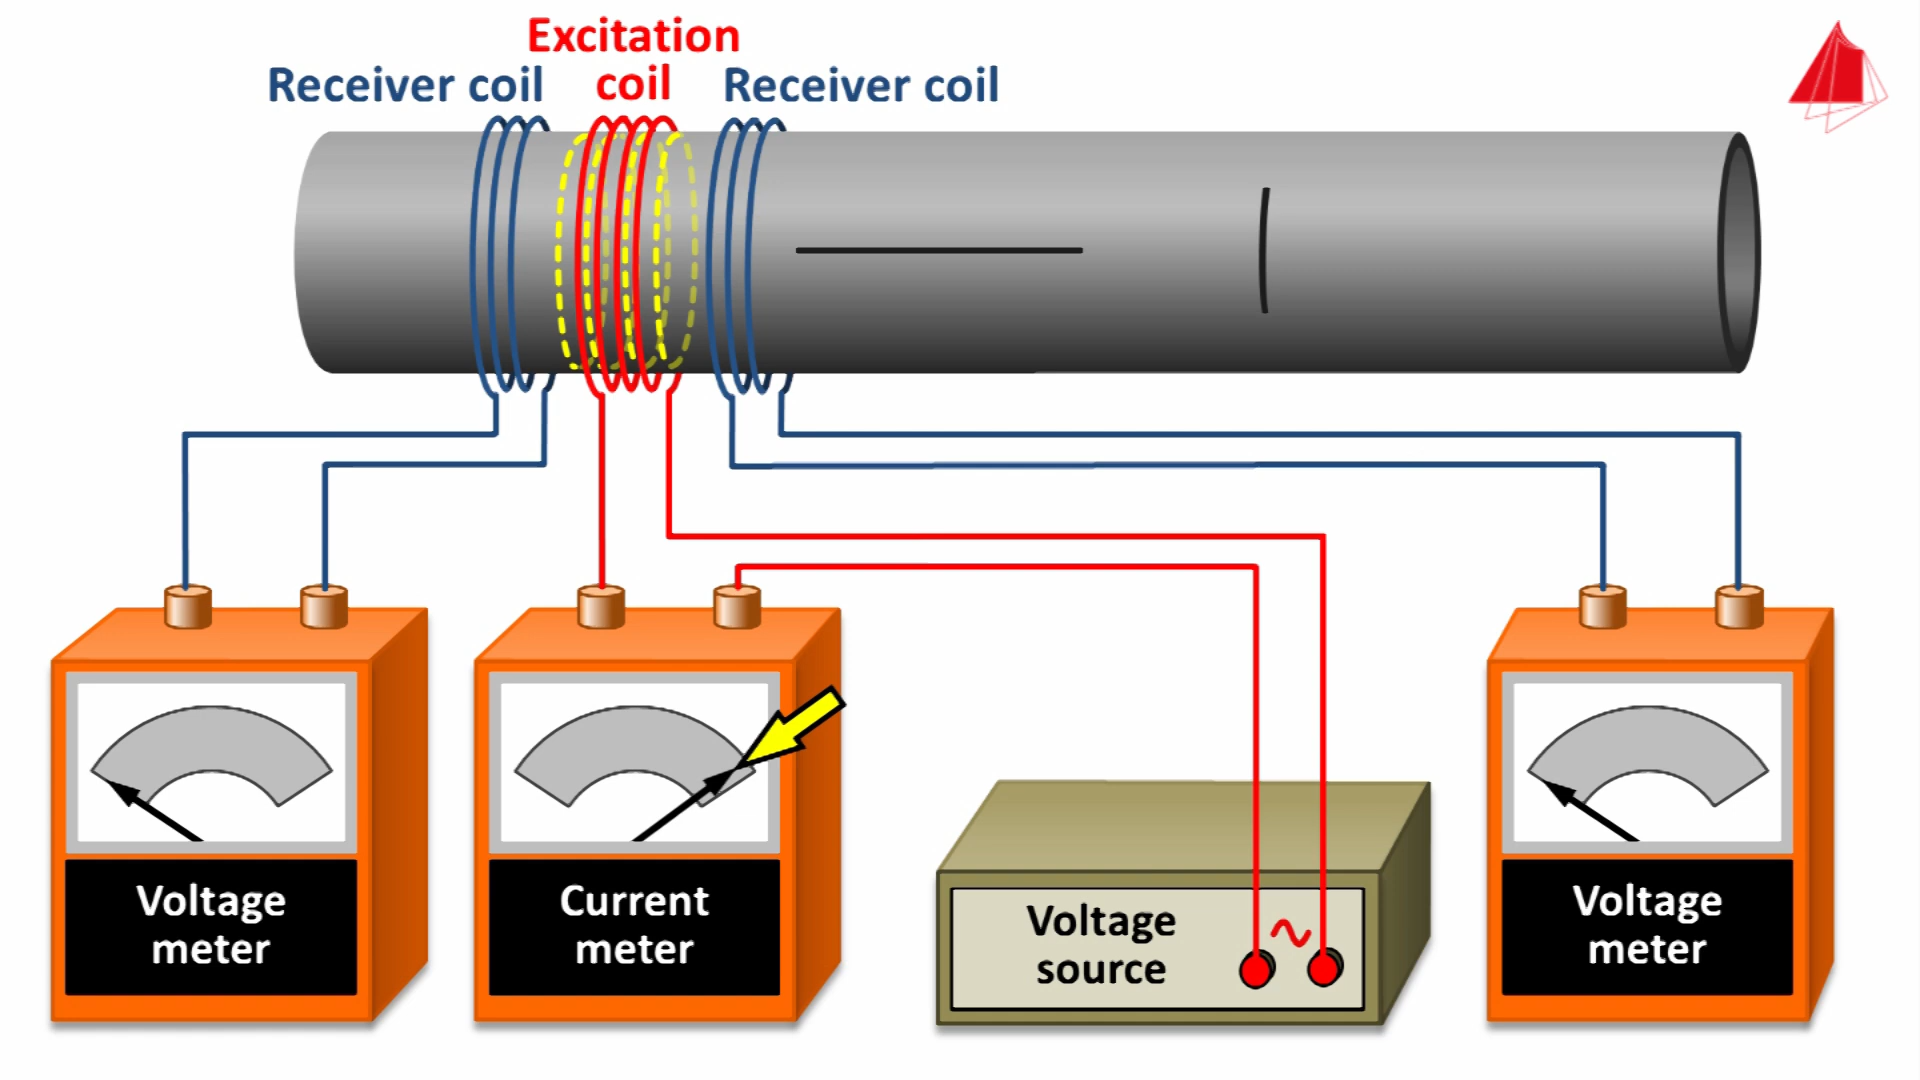 Excitation
coil
Receiver coil
Receiver coil
Voltage
meter
Current
meter
Voltage
source
~
Voltage
meter